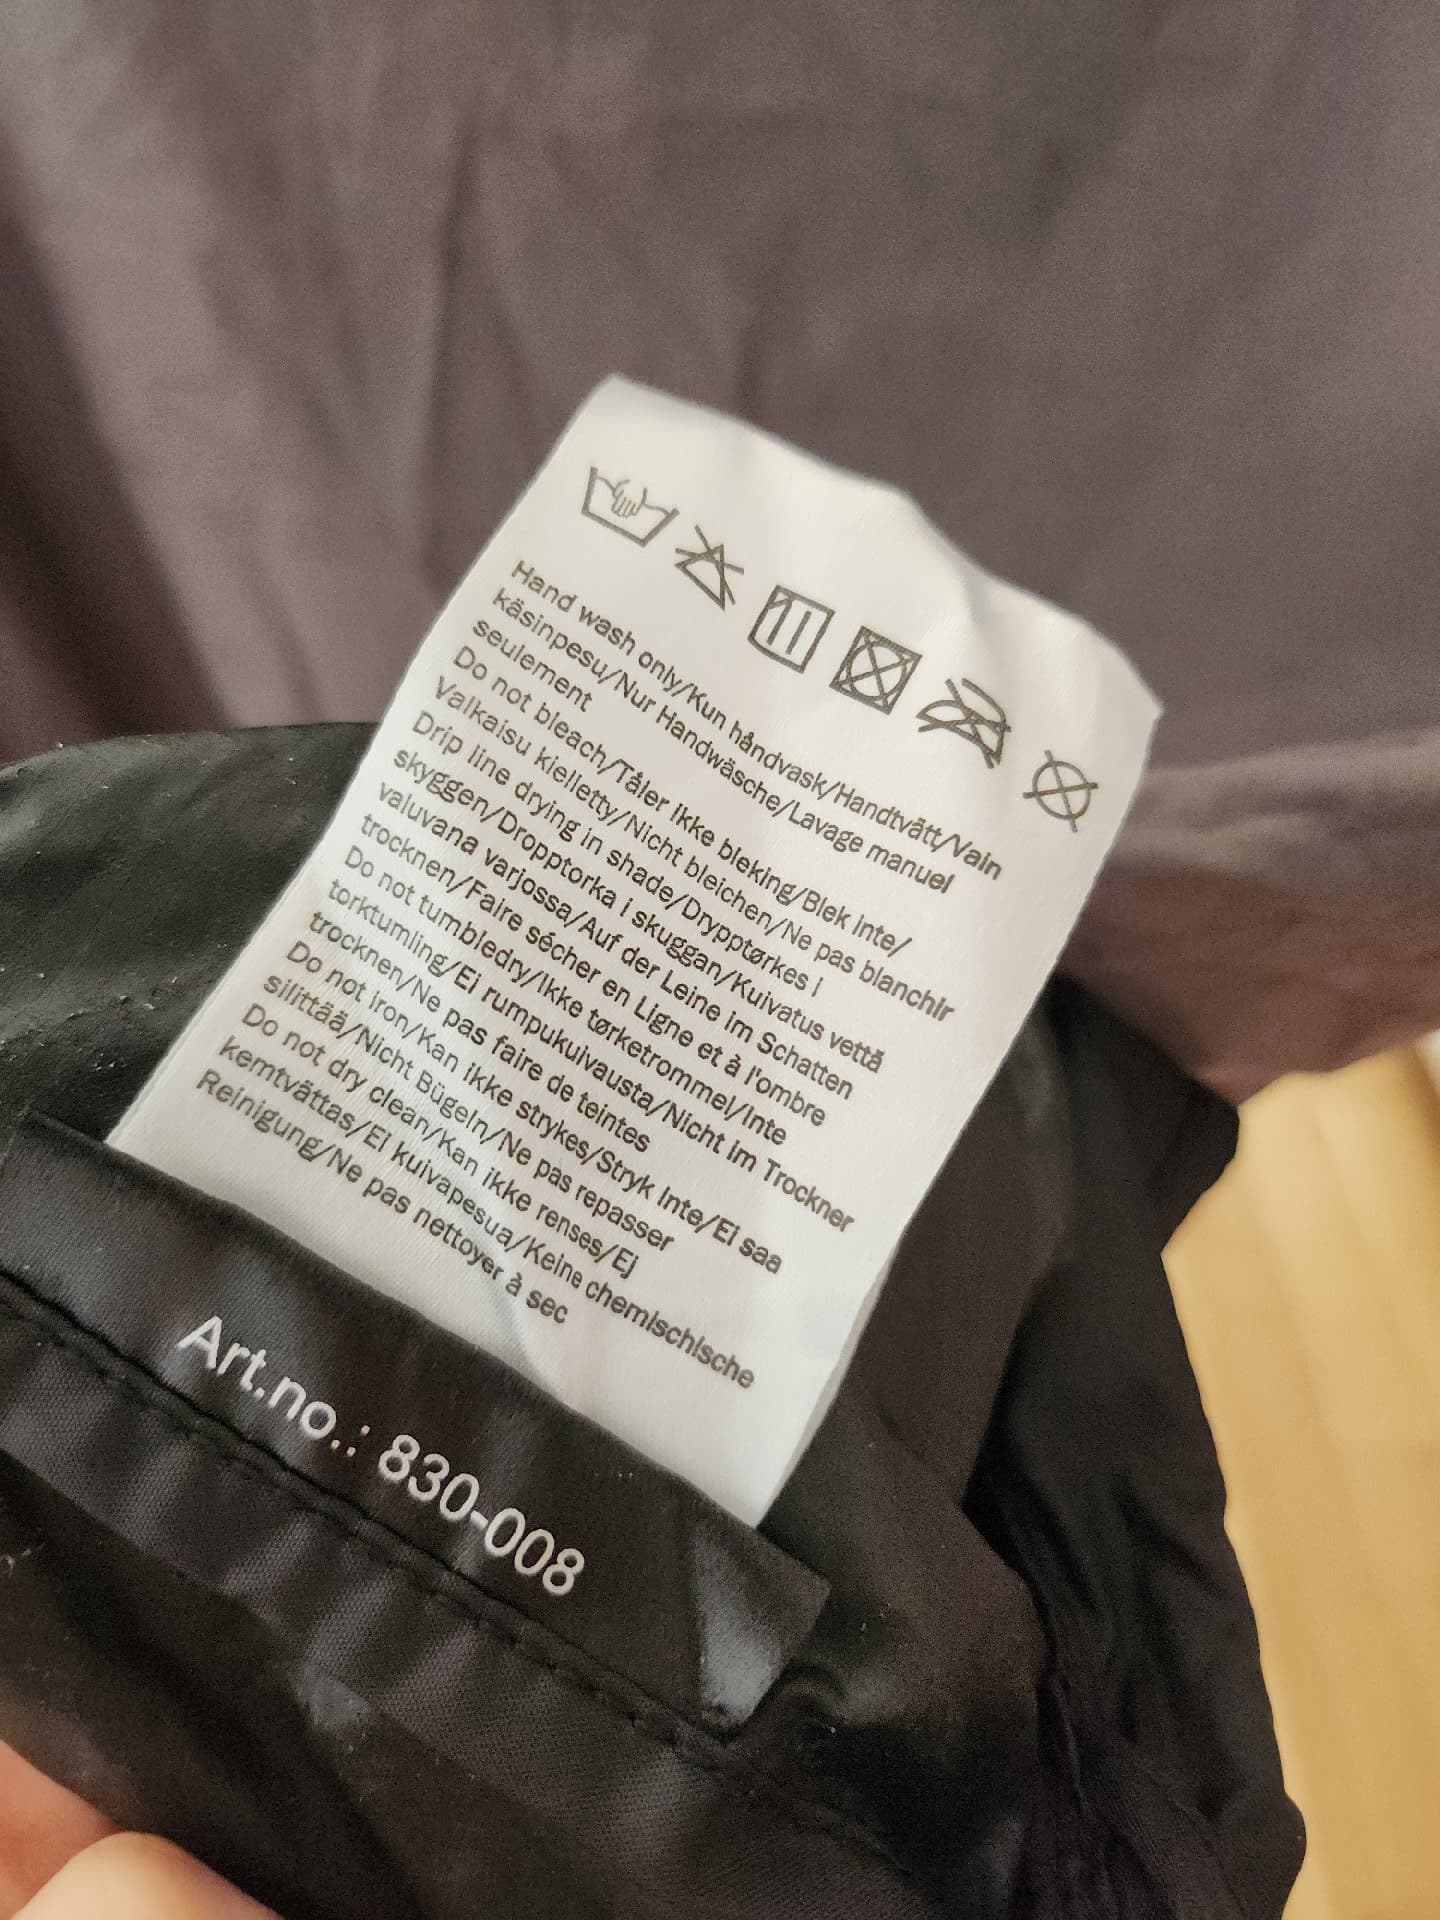 Hand wash only/Kun håndvask/Handtvätt/Vain
käsinpesu/Nur Handwäsche/Lavage manuel
seulement
Do not bleach/Tåler Ikke bleking/Blek inte/
Valkaisu kielletty/Nicht bleichen/Ne pas blanchir
Drip line drying in shade/Drypptørkes i
skyggen/Dropptorka i skuggan/Kuivatus vettä
valuvana varjossa/Auf der Leine im Schatten
trocknen/Faire sécher en Ligne et à l'ombre
Do not tumbledry/Ikke tørketrommel/Inte
torktumling/Ei rumpukuivausta/Nicht im Trockner
trocknen/Ne pas faire de teintes
Do not iron/Kan ikke strykes/Stryk Inte/Ei saa
silittää/Nicht Bügeln/Ne pas repasser
Do not dry clean/Kan ikke renses/Ej
kemtvättas/Ei kuivapesua/Keine chemischische
Reinigung/Ne pas nettoyer à sec
Art.no.: 830-008